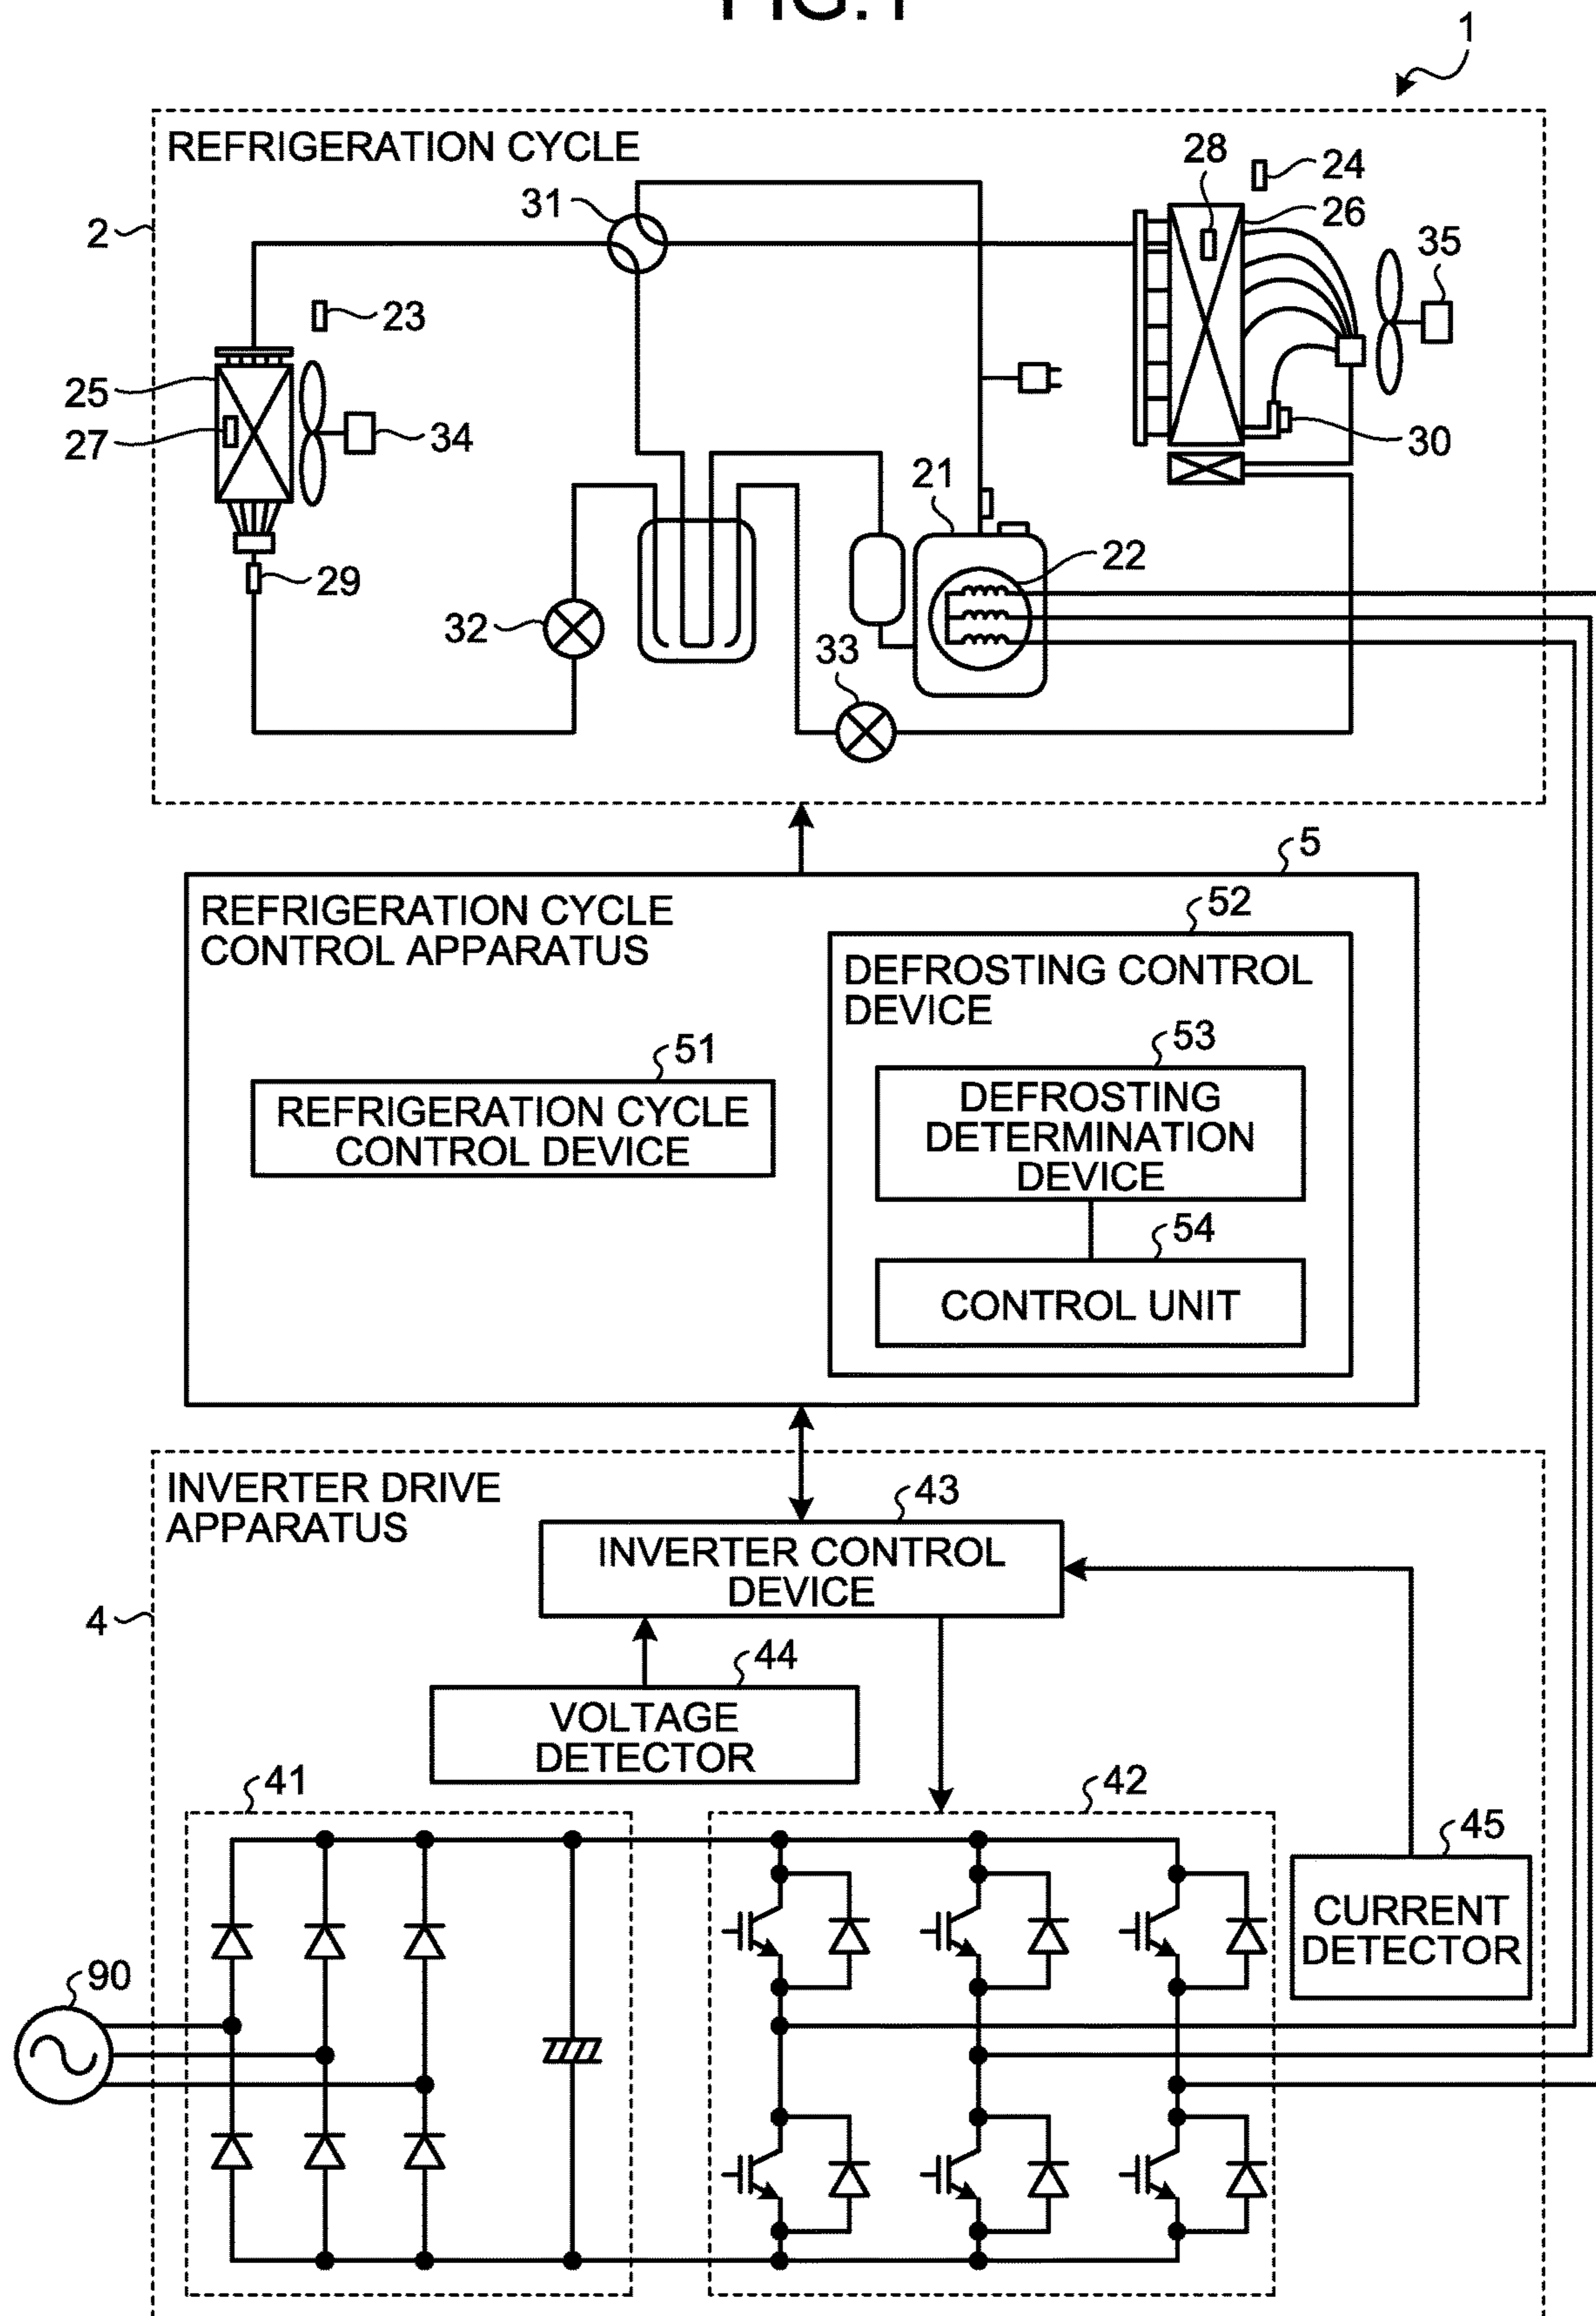 FIG.1
1
REFRIGERATION CYCLE
28
24
31
26
2
35
23
25
27
34
30
21
22
29
32
33
5
REFRIGERATION CYCLE
CONTROL APPARATUS
52
DEFROSTING CONTROL
DEVICE
51
53
REFRIGERATION CYCLE
CONTROL DEVICE
DEFROSTING
DETERMINATION
DEVICE
54
CONTROL UNIT
INVERTER DRIVE
APPARATUS
43
INVERTER CONTROL
DEVICE
4
44
VOLTAGE
DETECTOR
41
42
45
CURRENT
DETECTOR
90